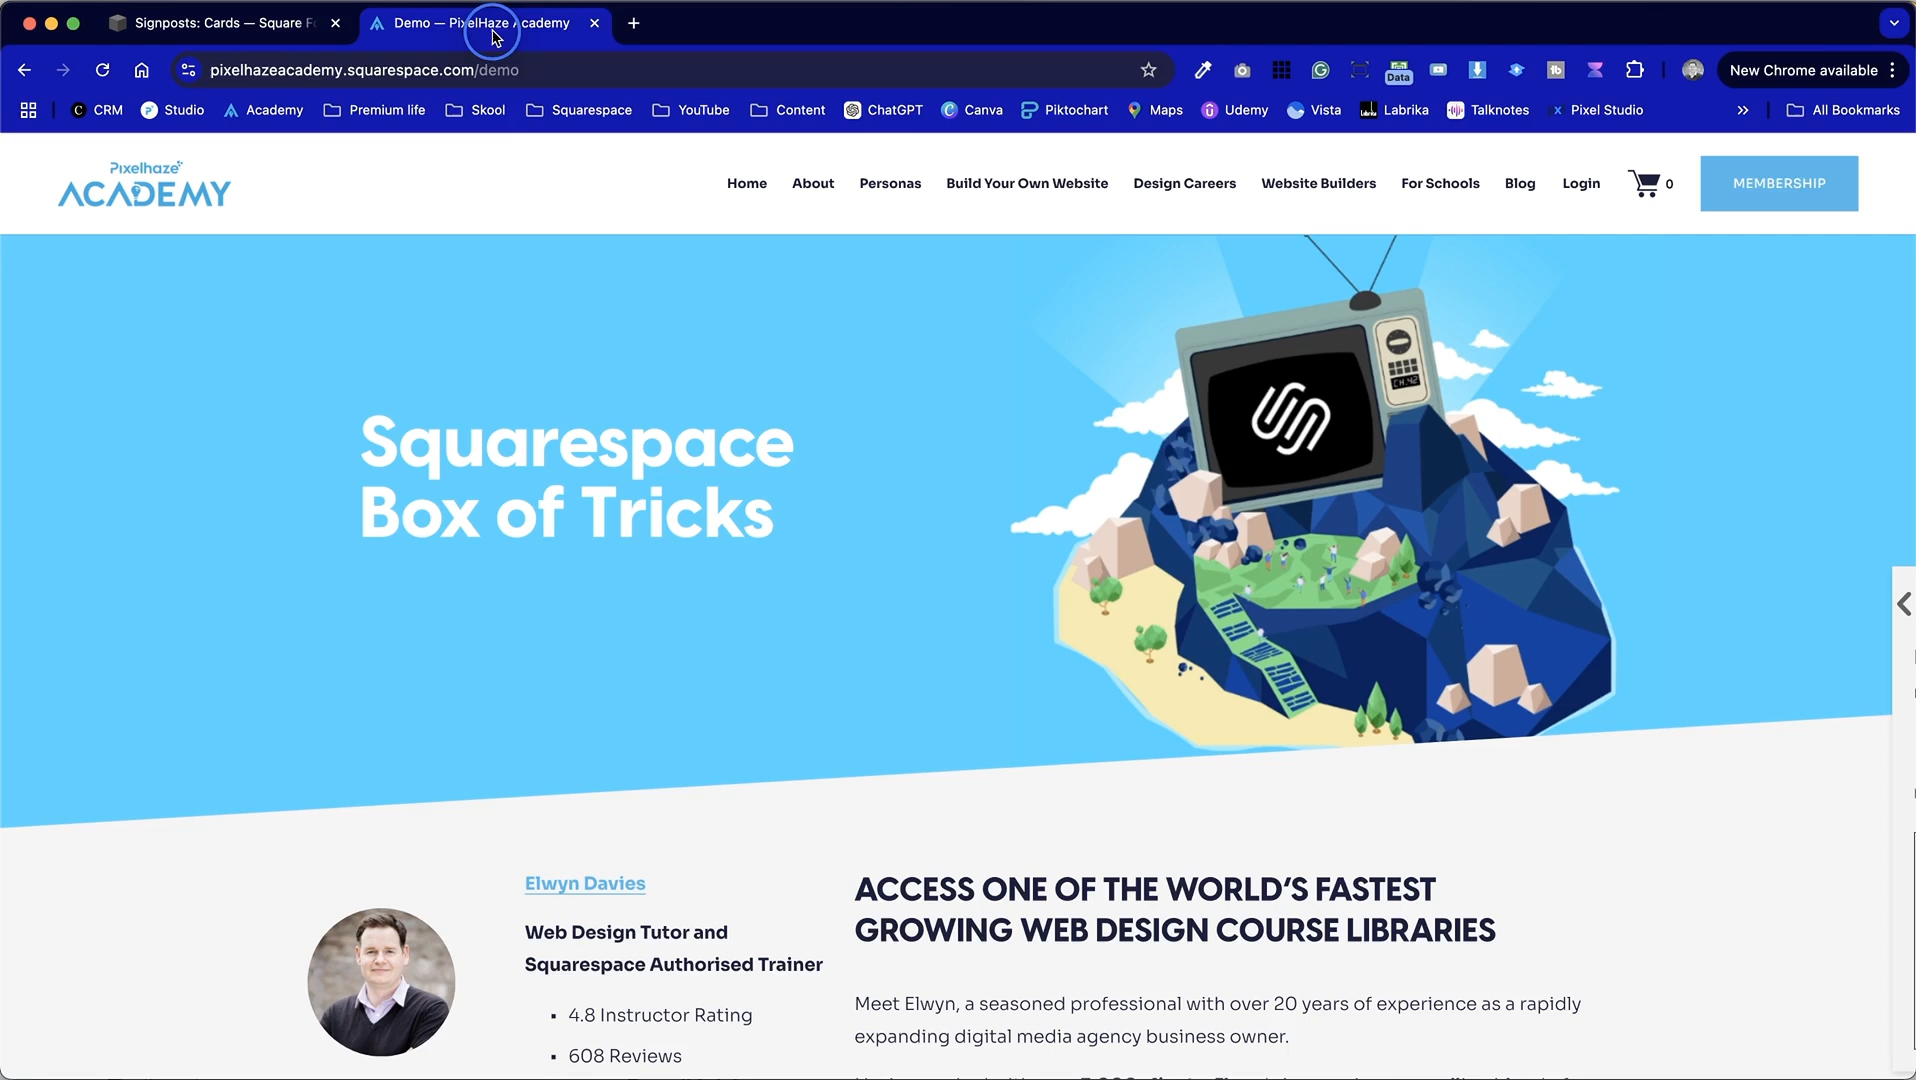 Signposts: Cards — Square Fo
Demo — PixelHaze Academy
pixelhazeacademy.squarespace.com/demo
Data
New Chrome available
CRM
Studio
Academy
Premium life
Skool
Squarespace
YouTube
Content
ChatGPT
Canva
Piktochart
Maps
Udemy
Vista
Labrika
Talknotes
Pixel Studio
All Bookmarks
Pixelhaze
ACADEMY
Home
About
Personas
Build Your Own Website
Design Careers
Website Builders
For Schools
Blog
Login
0
MEMBERSHIP
CH.42
Squarespace
Box of Tricks
Elwyn Davies
Web Design Tutor and
Squarespace Authorised Trainer
▪ 4.8 Instructor Rating
▪ 608 Reviews
ACCESS ONE OF THE WORLD’S FASTEST
GROWING WEB DESIGN COURSE LIBRARIES
Meet Elwyn, a seasoned professional with over 20 years of experience as a rapidly
expanding digital media agency business owner.